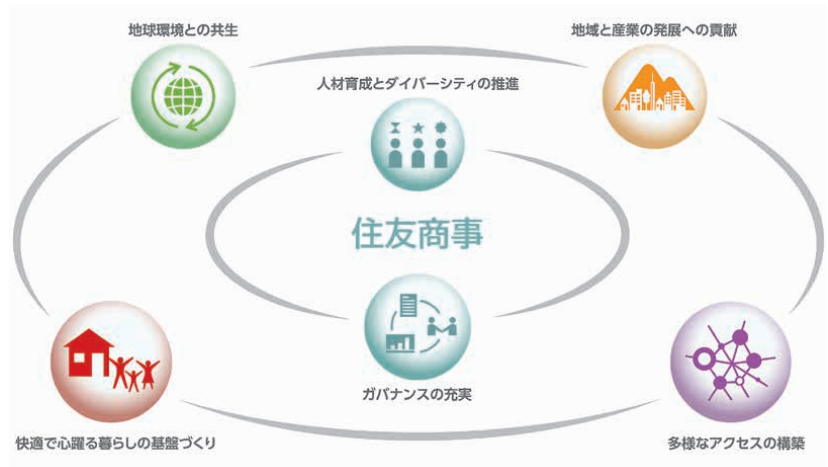 地球環境との共生
地域と産業の発展への貢献
人材育成とダイバーシティの推進
住友商事
ガバナンスの充実
快適で心躍る暮らしの基盤づくり
多様なアクセスの構築